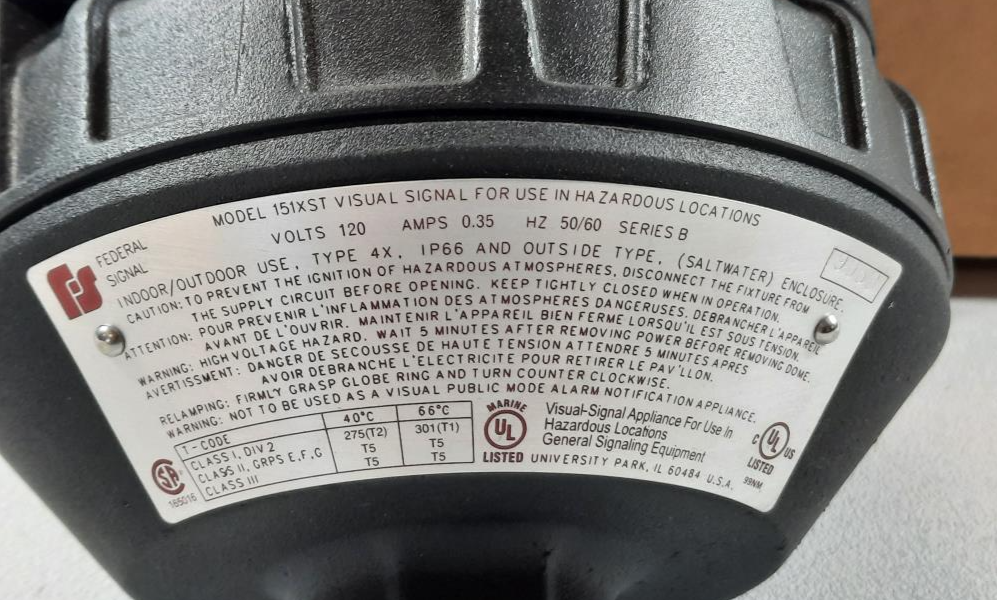 MODEL 151XST VISUAL SIGNAL FOR USE IN HAZARDOUS LOCATIONS
VOLTS 120 AMPS 0.35 HZ 50/60 SERIES B
FEDERAL
SIGNAL
INDOOR/OUTDOOR USE, TYPE 4X, IP66 AND OUTSIDE TYPE, (SALTWATER) ENCLOSURE.
CAUTION: TO PREVENT THE IGNITION OF HAZARDOUS ATMOSPHERES, DISCONNECT THE FIXTURE FROM
THE SUPPLY CIRCUIT BEFORE OPENING. KEEP TIGHTLY CLOSED WHEN IN OPERATION.
ATTENTION: POUR PREVENIR L'INFLAMMATION DES ATMOSPHERES DANGERUSES, DEBRANCHER L'APPAREIL
AVANT DE L'OUVRIR. MAINTENIR L'APPAREIL BIEN FERME LORSQU'IL EST SOUS TENSION.
WARNING: HIGH VOLTAGE HAZARD. WAIT 5 MINUTES AFTER REMOVING POWER BEFORE REMOVING DOME.
AVERTISSMENT: DANGER DE SECOUSSE DE HAUTE TENSION ATTENDRE 5 MINUTES APRES
AVOIR DEBRANCHE L'ELECTRICITE POUR RETIRER LE PAV'LLON.
RELAMPING: FIRMLY GRASP GLOBE RING AND TURN COUNTER CLOCKWISE.
WARNING: NOT TO BE USED AS A VISUAL PUBLIC MODE ALARM NOTIFICATION APPLIANCE.
T-CODE 40°C 66°C
CLASS I, DIV 2 275(T2) 301(T1)
CLASS II, GRPS E,F,G T5 T5
CLASS III T5 T5
SA
165016
MARINE
UL
LISTED
Visual-Signal Appliance For Use In
Hazardous Locations
General Signaling Equipment
UNIVERSITY PARK, IL 60484 U.S.A.
C UL US
LISTED
99NM